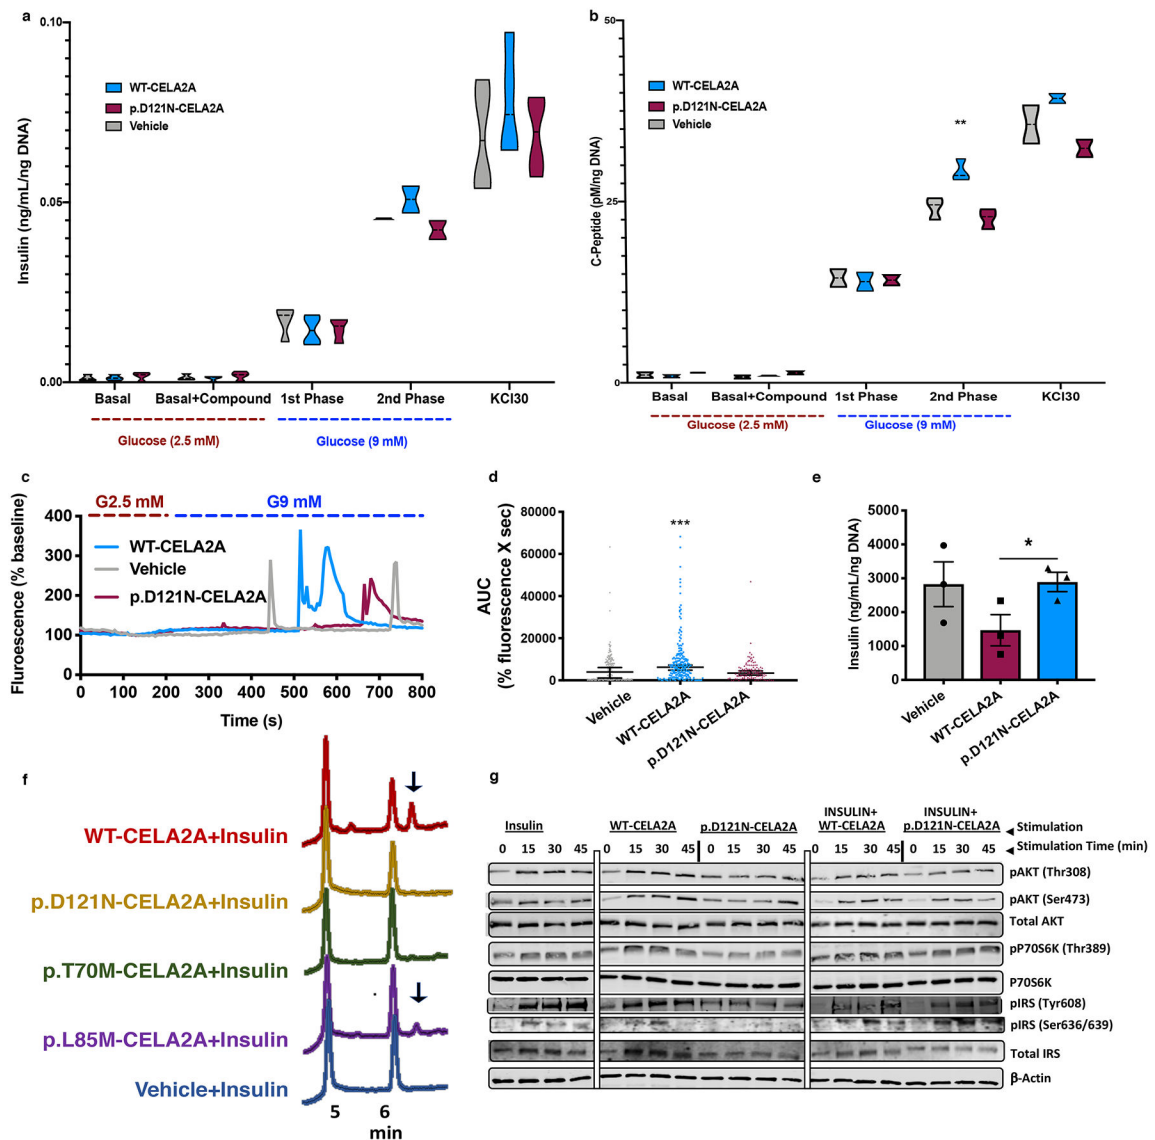 a
Insulin (ng/mL/ng DNA)
0.10
0.05
0.00
WT-CELA2A
p.D121N-CELA2A
Vehicle
Basal
Basal+Compound
1st Phase
2nd Phase
KCl30
Glucose (2.5 mM)
Glucose (9 mM)
b
C-Peptide (pM/ng DNA)
50
25
0
WT-CELA2A
p.D121N-CELA2A
Vehicle
**
Basal
Basal+Compound
1st Phase
2nd Phase
KCl30
Glucose (2.5 mM)
Glucose (9 mM)
c
G2.5 mM
G9 mM
Fluroescence (% baseline)
400
300
200
100
0
WT-CELA2A
Vehicle
p.D121N-CELA2A
0 100 200 300 400 500 600 700 800
Time (s)
d
AUC
(% fluorescence X sec)
80000
60000
40000
20000
0
***
Vehicle
WT-CELA2A
p.D121N-CELA2A
e
Insulin (ng/mL/ng DNA)
5000
4000
3000
2000
1000
0
*
Vehicle
WT-CELA2A
p.D121N-CELA2A
f
WT-CELA2A+Insulin
p.D121N-CELA2A+Insulin
p.T70M-CELA2A+Insulin
p.L85M-CELA2A+Insulin
Vehicle+Insulin
5 6
min
g
Insulin
WT-CELA2A
p.D121N-CELA2A
INSULIN+
WT-CELA2A
INSULIN+
p.D121N-CELA2A
Stimulation
0 15 30 45 0 15 30 45 0 15 30 45 0 15 30 45 0 15 30 45
Stimulation Time (min)
pAKT (Thr308)
pAKT (Ser473)
Total AKT
pP70S6K (Thr389)
P70S6K
pIRS (Tyr608)
pIRS (Ser636/639)
Total IRS
β-Actin